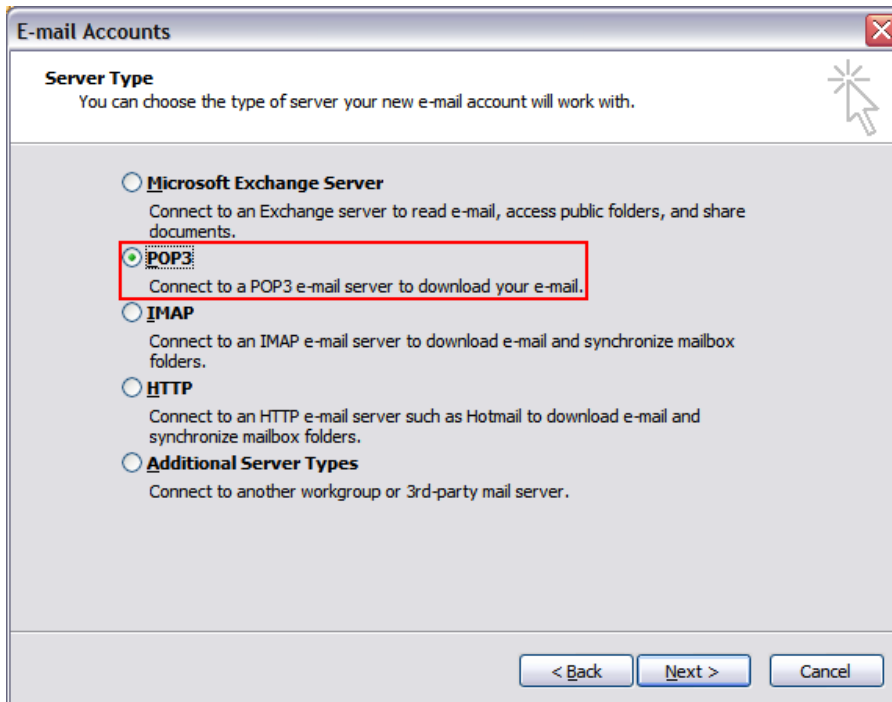 E-mail Accounts
Server Type
You can choose the type of server your new e-mail account will work with.
Microsoft Exchange Server
Connect to an Exchange server to read e-mail, access public folders, and share
documents.
POP3
Connect to a POP3 e-mail server to download your e-mail.
IMAP
Connect to an IMAP e-mail server to download e-mail and synchronize mailbox
folders.
HTTP
Connect to an HTTP e-mail server such as Hotmail to download e-mail and
synchronize mailbox folders.
Additional Server Types
Connect to another workgroup or 3rd-party mail server.
< Back Next > Cancel